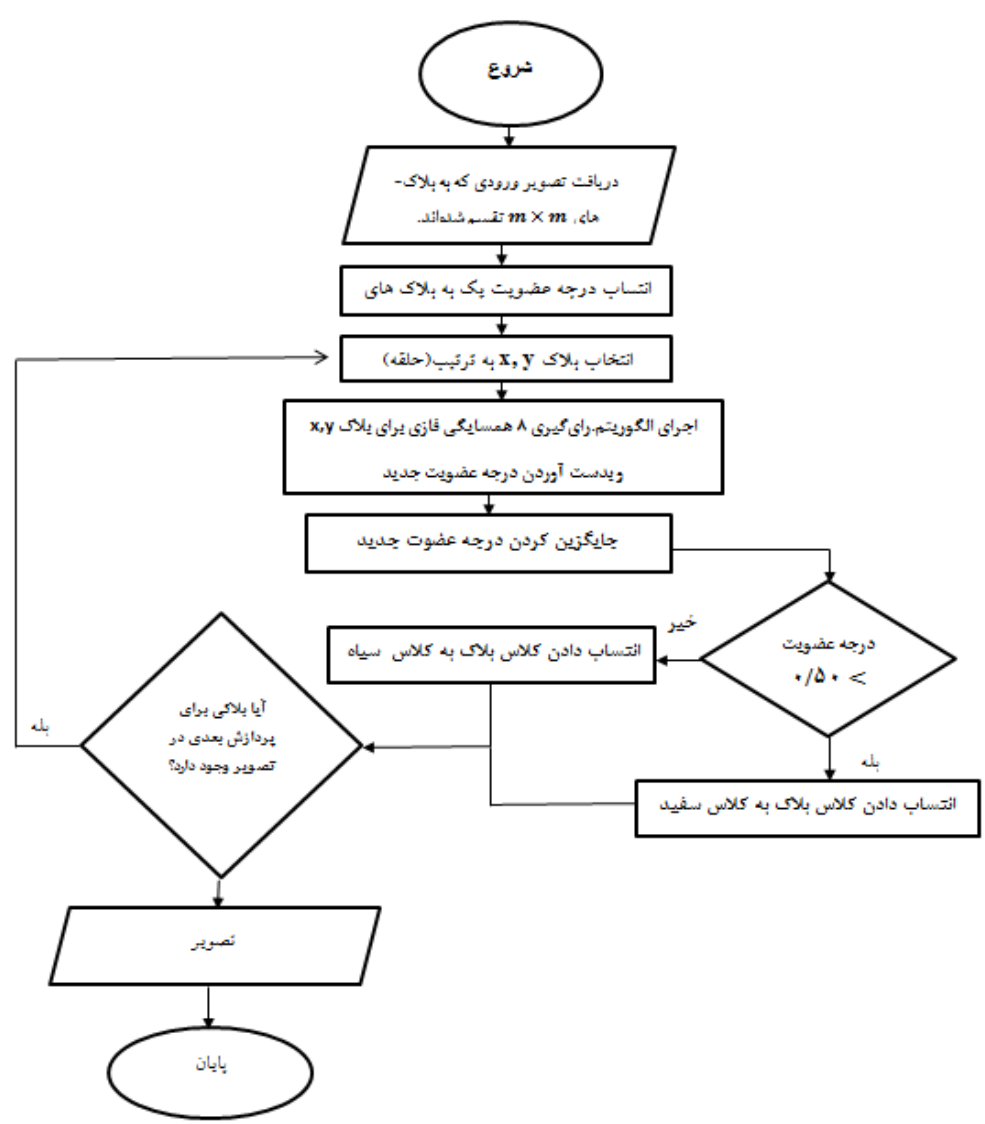 شروع
دریافت تصویر ورودی که به بلاک-
های m × m تقسیم شده‌اند.
انتساب درجه عضویت یک به بلاک های
انتخاب بلاک x, y به ترتیب(حلقه)
اجرای الگوریتم.رای‌گیری ۸ همسایگی فازی برای بلاک x,y
وبدست آوردن درجه عضویت جدید
جایگزین کردن درجه عضوت جدید
درجه عضویت
۰/۵۰ <
خیر
انتساب دادن کلاس بلاک به کلاس سیاه
بله
انتساب دادن کلاس بلاک به کلاس سفید
آیا بلاکی برای
پردازش بعدی در
تصویر وجود دارد؟
بله
تصویر
پایان